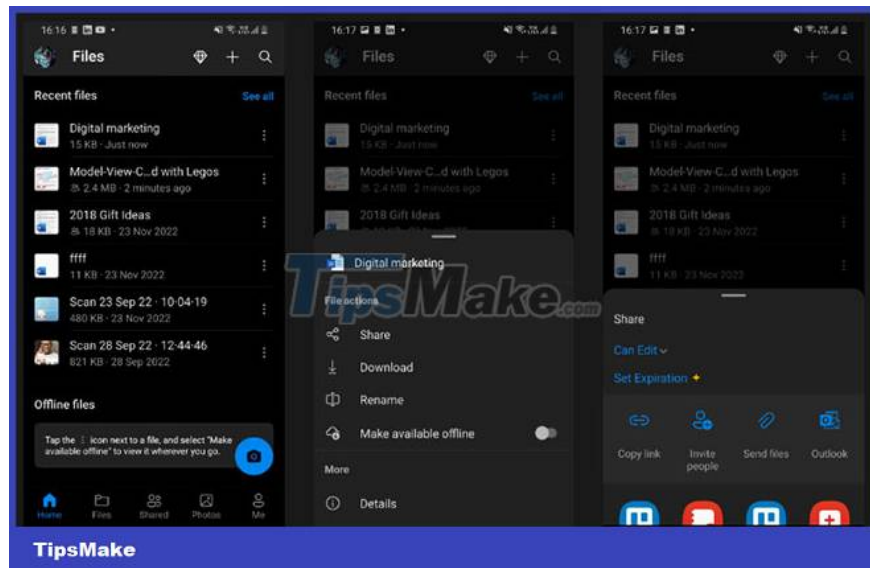 16:16
Files
Recent files
See all
Digital marketing
15 KB · Just now
Model-View-C...d with Legos
2.4 MB · 2 minutes ago
2018 Gift Ideas
18 KB · 23 Nov 2022
ffff
11 KB · 23 Nov 2022
Scan 23 Sep 22 · 10-04-19
480 KB · 23 Nov 2022
Scan 28 Sep 22 · 12-44-46
821 KB · 28 Sep 2022
Offline files
Tap the ⋮ icon next to a file, and select "Make
available offline" to view it wherever you go.
Home
Files
Shared
Photos
Me
16:17
Files
Recent files
See all
Digital marketing
15 KB · Just now
Model-View-C...d with Legos
2.4 MB · 2 minutes ago
2018 Gift Ideas
Digital marketing
File actions
Share
Download
Rename
Make available offline
More
Details
16:17
Files
Recent files
See all
Digital marketing
15 KB · Just now
Model-View-C...d with Legos
2.4 MB · 2 minutes ago
2018 Gift Ideas
18 KB · 23 Nov 2022
ffff
11 KB · 23 Nov 2022
Share
Can Edit
Set Expiration
Copy link
Invite
people
Send files
Outlook
TipsMake.com
TipsMake